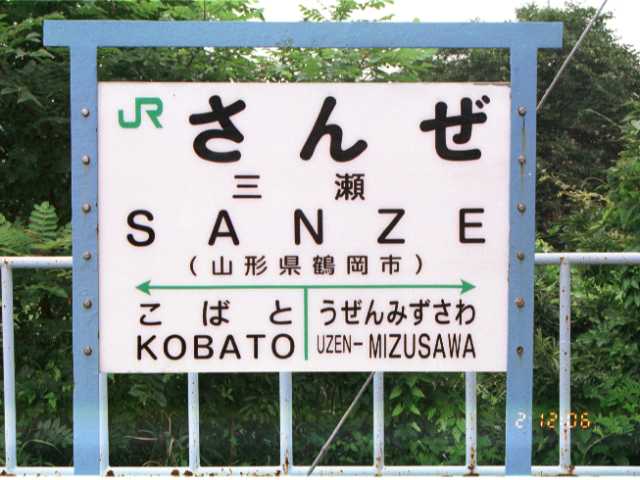 JR
さんぜ
三瀬
SANZE
(山形県鶴岡市)
こばと
うぜんみずさわ
KOBATO
UZEN-MIZUSAWA
2 12:06